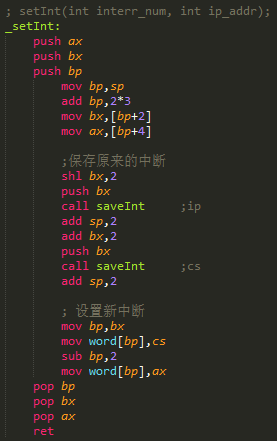 ; setInt(int interr_num, int ip_addr);
_setInt:
push ax
push bx
push bp
mov bp,sp
add bp,2*3
mov bx,[bp+2]
mov ax,[bp+4]
;保存原来的中断
shl bx,2
push bx
call saveInt ;ip
add sp,2
add bx,2
push bx
call saveInt ;cs
add sp,2
; 设置新中断
mov bp,bx
mov word[bp],cs
sub bp,2
mov word[bp],ax
pop bp
pop bx
pop ax
ret